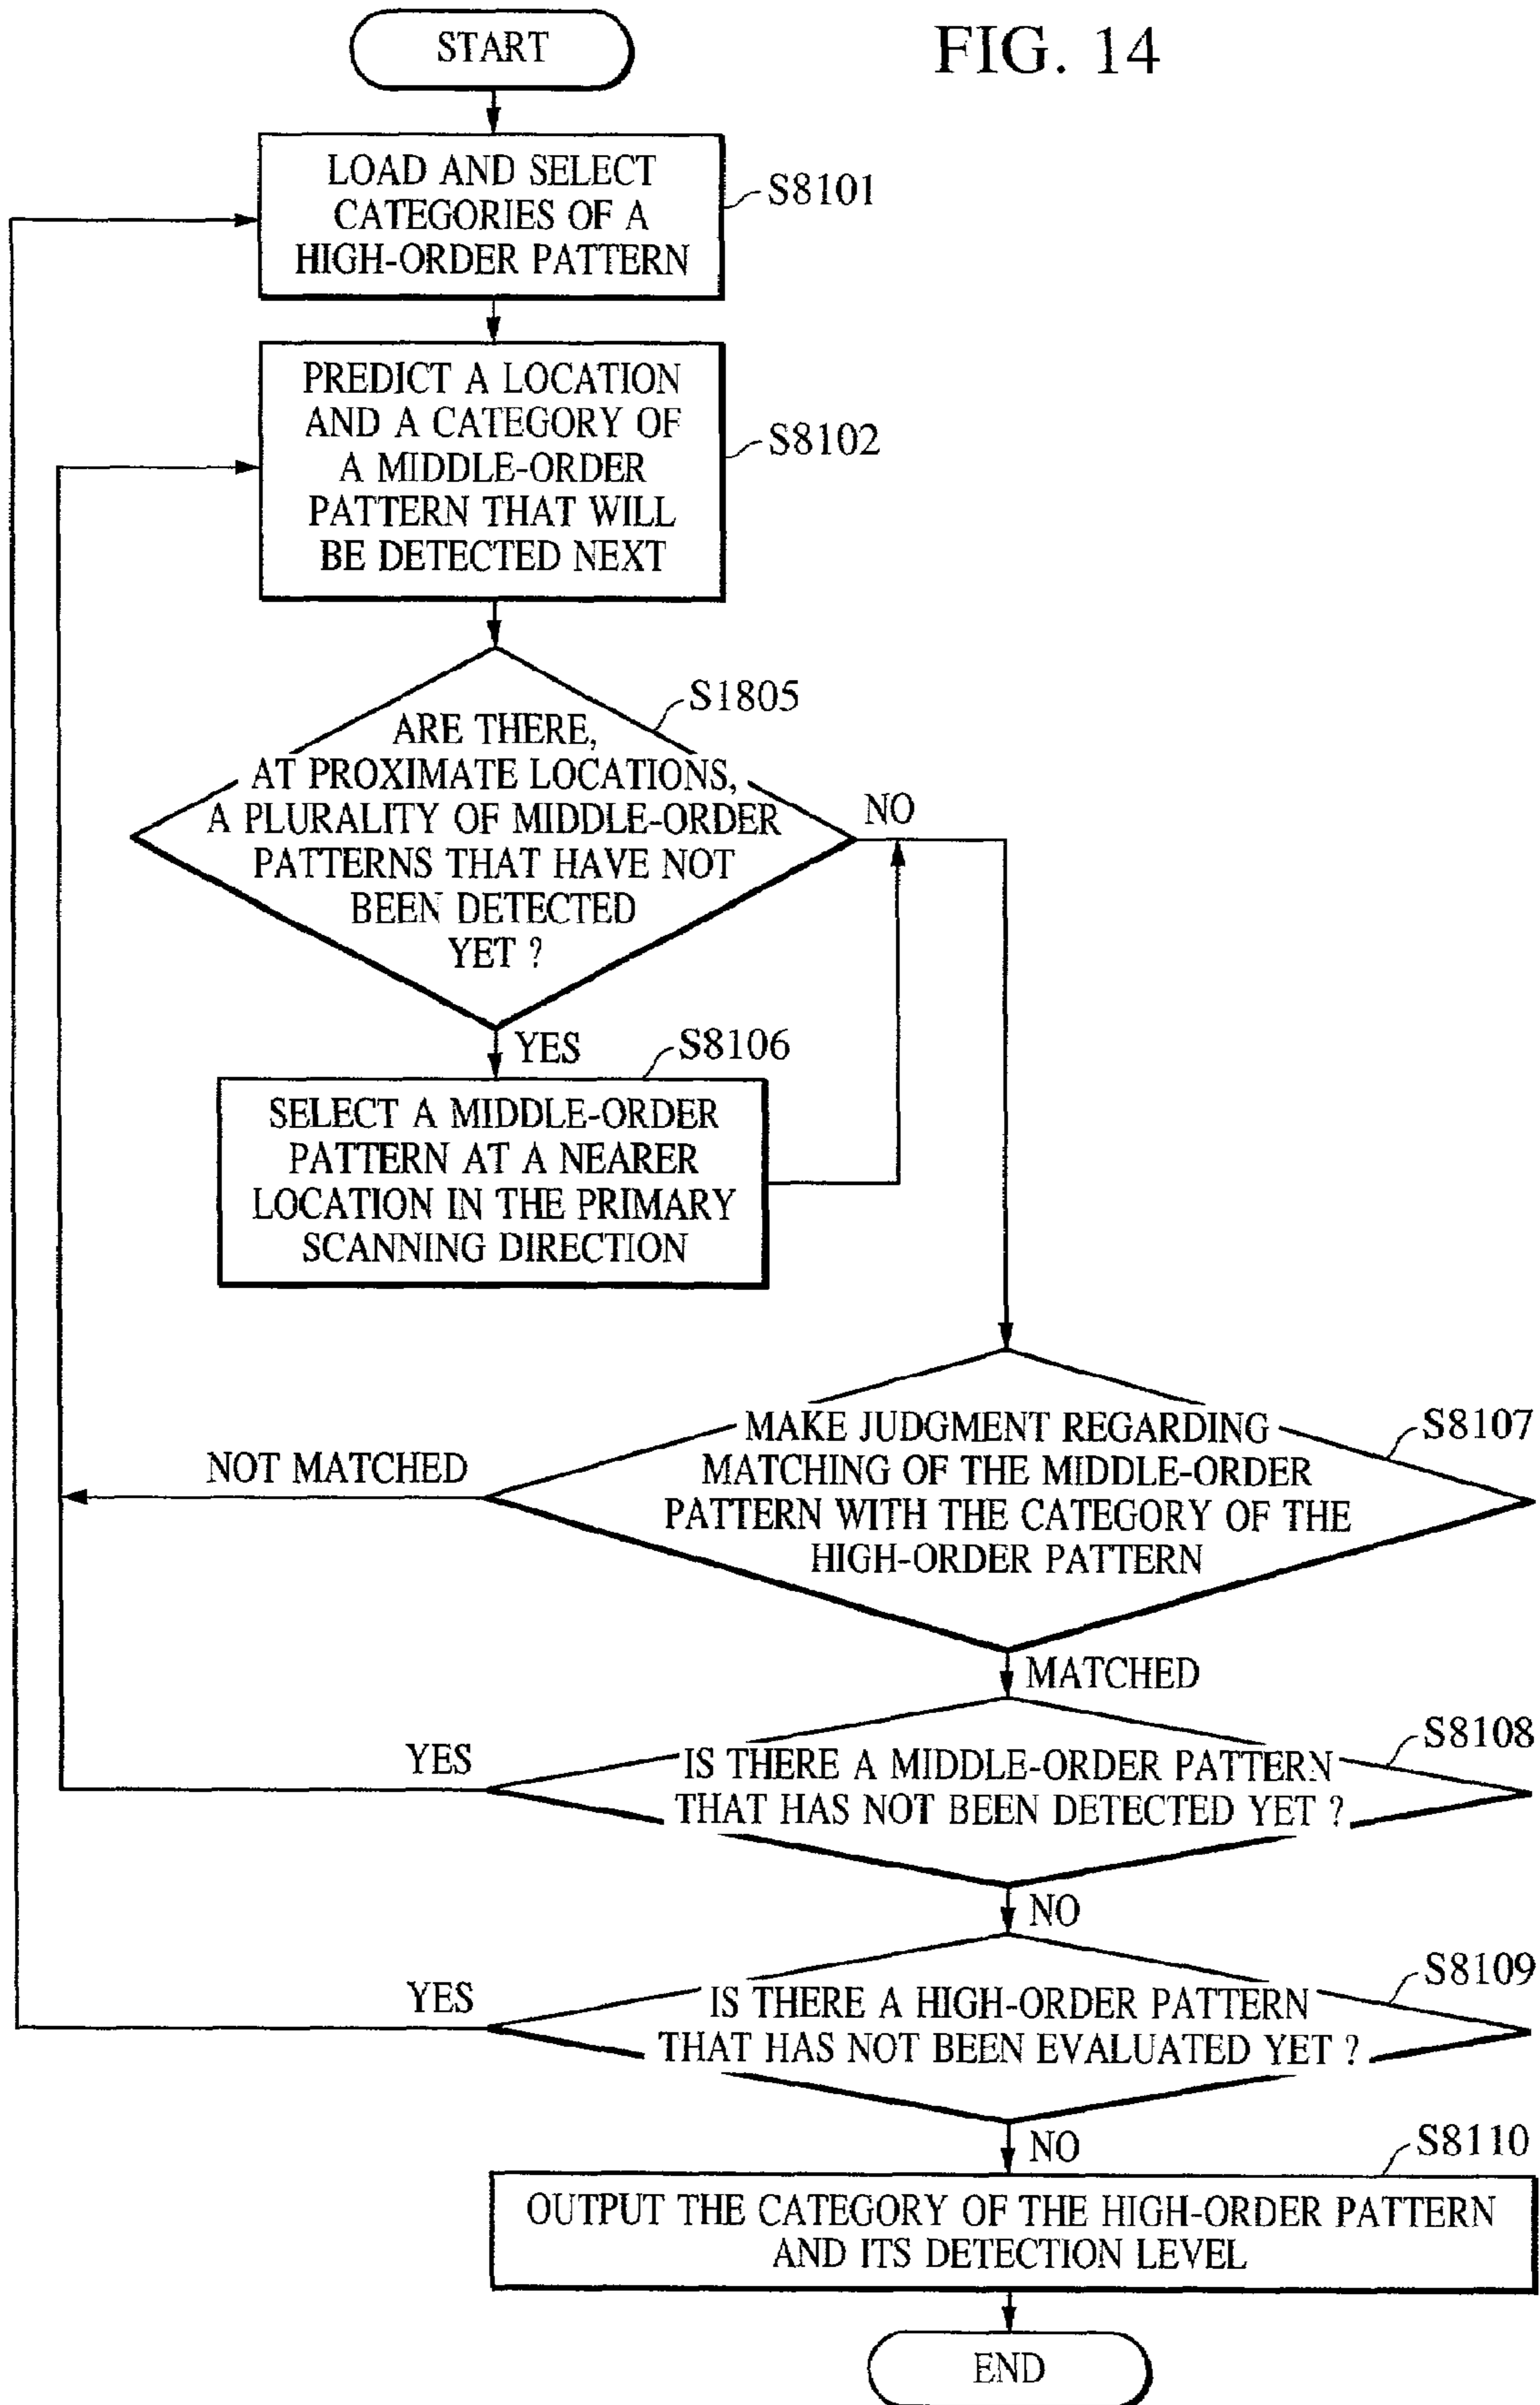 START
FIG. 14
LOAD AND SELECT
CATEGORIES OF A
HIGH-ORDER PATTERN
S8101
PREDICT A LOCATION
AND A CATEGORY OF
A MIDDLE-ORDER
PATTERN THAT WILL
BE DETECTED NEXT
S8102
ARE THERE,
AT PROXIMATE LOCATIONS,
A PLURALITY OF MIDDLE-ORDER
PATTERNS THAT HAVE NOT
BEEN DETECTED
YET ?
S1805
NO
YES
S8106
SELECT A MIDDLE-ORDER
PATTERN AT A NEARER
LOCATION IN THE PRIMARY
SCANNING DIRECTION
MAKE JUDGMENT REGARDING
MATCHING OF THE MIDDLE-ORDER
PATTERN WITH THE CATEGORY OF THE
HIGH-ORDER PATTERN
S8107
NOT MATCHED
MATCHED
IS THERE A MIDDLE-ORDER PATTERN
THAT HAS NOT BEEN DETECTED YET ?
S8108
YES
NO
IS THERE A HIGH-ORDER PATTERN
THAT HAS NOT BEEN EVALUATED YET ?
S8109
YES
NO
S8110
OUTPUT THE CATEGORY OF THE HIGH-ORDER PATTERN
AND ITS DETECTION LEVEL
END